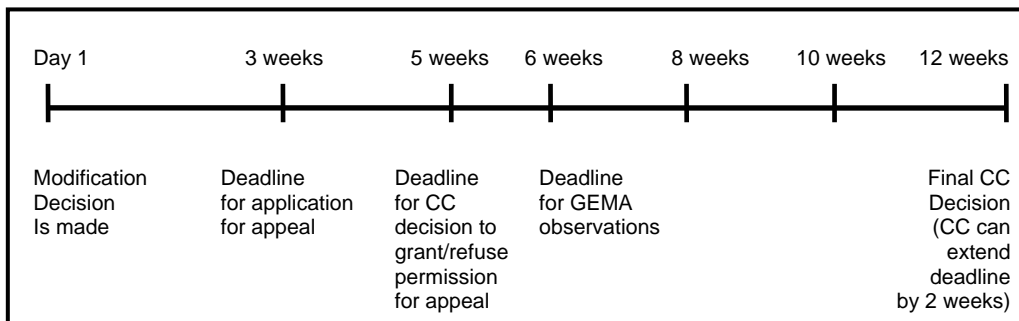 Day 1
3 weeks
5 weeks
6 weeks
8 weeks
10 weeks
12 weeks
Modification
Decision
Is made
Deadline
for application
for appeal
Deadline
for CC
decision to
grant/refuse
permission
for appeal
Deadline
for GEMA
observations
Final CC
Decision
(CC can
extend
deadline
by 2 weeks)